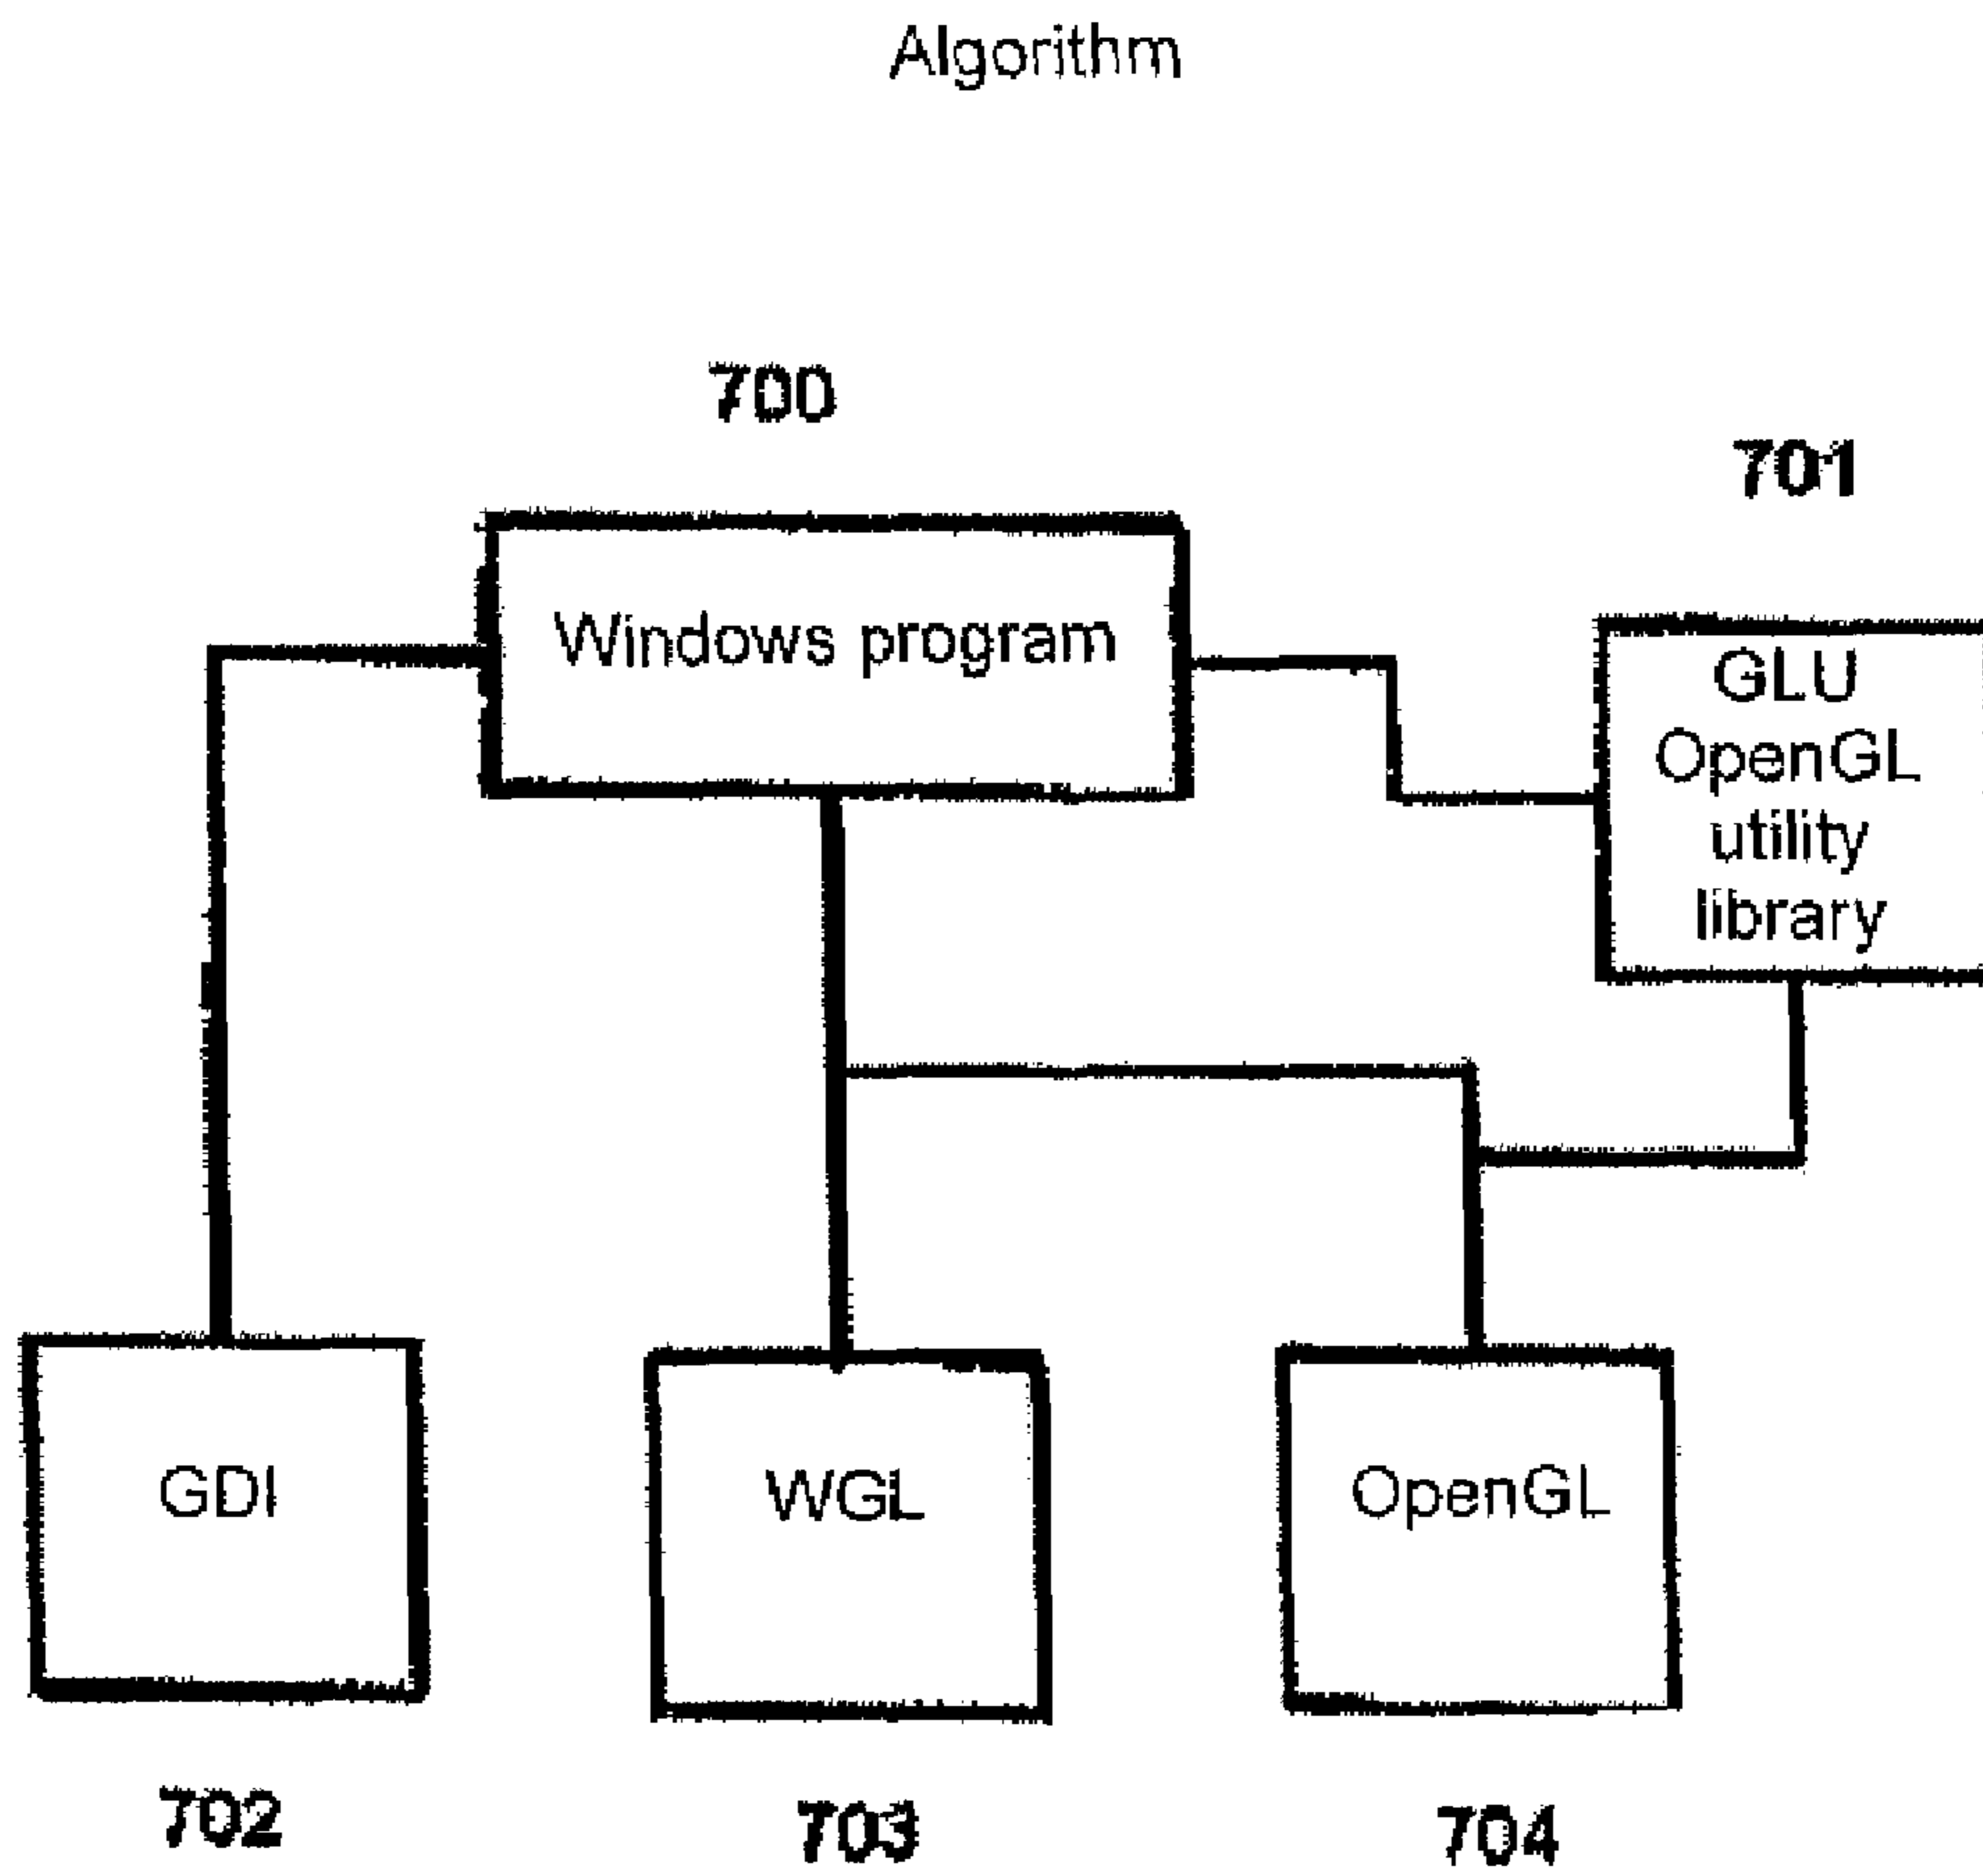 Algorithm
700
701
Windows program
GLU
OpenGL
utility
library
GDI
WGL
OpenGL
702
703
704